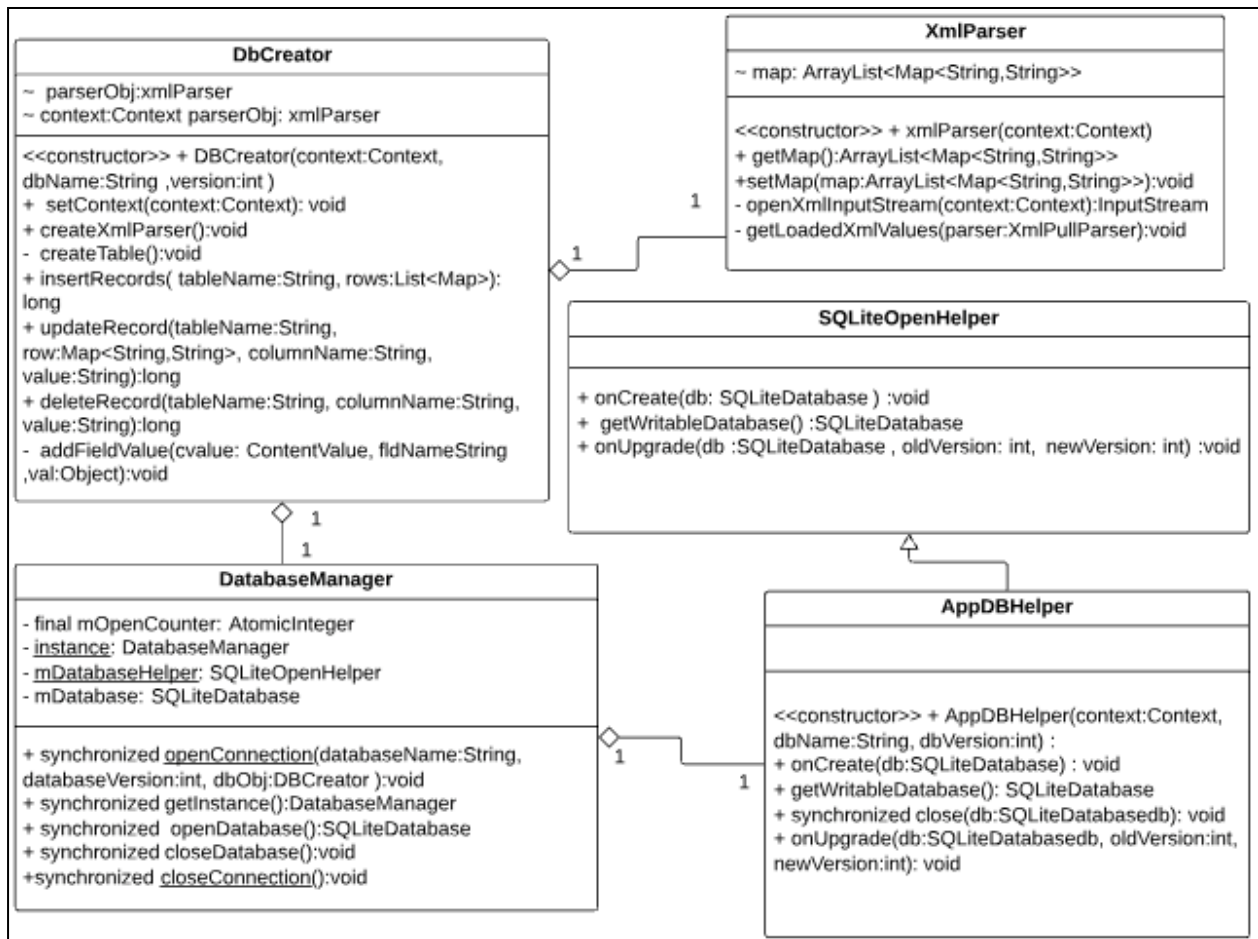 DbCreator
~ parserObj:xmlParser
~ context:Context parserObj: xmlParser
<<constructor>> + DBCreator(context:Context,
dbName:String ,version:int )
+ setContext(context:Context): void
+ createXmlParser():void
- createTable():void
+ insertRecords( tableName:String, rows:List<Map>):
long
+ updateRecord(tableName:String,
row:Map<String,String>, columnName:String,
value:String):long
+ deleteRecord(tableName:String, columnName:String,
value:String):long
- addFieldValue(cvalue: ContentValue, fldNameString
,val:Object):void
XmlParser
~ map: ArrayList<Map<String,String>>
<<constructor>> + xmlParser(context:Context)
+ getMap():ArrayList<Map<String,String>>
+setMap(map:ArrayList<Map<String,String>>):void
- openXmlInputStream(context:Context):InputStream
- getLoadedXmlValues(parser:XmlPullParser):void
1
1
SQLiteOpenHelper
+ onCreate(db: SQLiteDatabase ) :void
+ getWritableDatabase() :SQLiteDatabase
+ onUpgrade(db :SQLiteDatabase , oldVersion: int, newVersion: int) :void
1
1
DatabaseManager
- final mOpenCounter: AtomicInteger
- instance: DatabaseManager
- mDatabaseHelper: SQLiteOpenHelper
- mDatabase: SQLiteDatabase
+ synchronized openConnection(databaseName:String,
databaseVersion:int, dbObj:DBCreator ):void
+ synchronized getInstance():DatabaseManager
+ synchronized openDatabase():SQLiteDatabase
+ synchronized closeDatabase():void
+synchronized closeConnection():void
1
1
AppDBHelper
<<constructor>> + AppDBHelper(context:Context,
dbName:String, dbVersion:int) :
+ onCreate(db:SQLiteDatabase) : void
+ getWritableDatabase(): SQLiteDatabase
+ synchronized close(db:SQLiteDatabasedb): void
+ onUpgrade(db:SQLiteDatabasedb, oldVersion:int,
newVersion:int): void